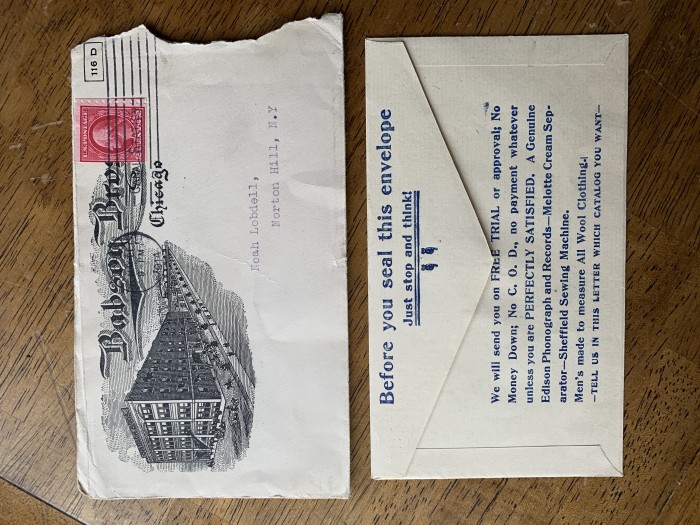 116 D
U.S. POSTAGE
Babson Bros
Chicago
Noah Lobdell,
Norton Hill, N.Y
Before you seal this envelope
Just stop and think!
We will send you on FREE TRIAL or approval; No
Money Down; No C. O. D., no payment whatever
unless you are PERFECTLY SATISFIED. A Genuine
Edison Phonograph and Records—Melotte Cream Sep-
arator—Sheffield Sewing Machine.
Men's made to measure All Wool Clothing.
—TELL US IN THIS LETTER WHICH CATALOG YOU WANT—